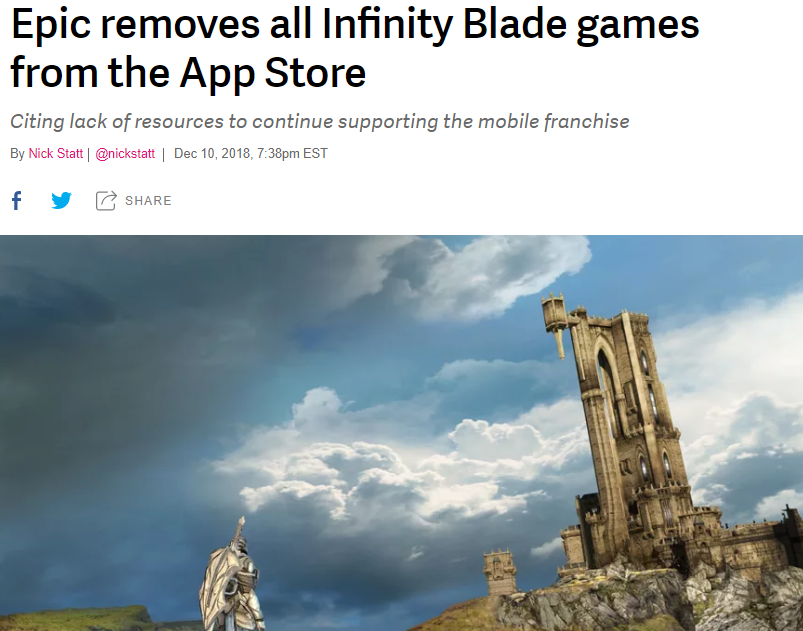 Epic removes all Infinity Blade games
from the App Store
Citing lack of resources to continue supporting the mobile franchise
By Nick Statt | @nickstatt | Dec 10, 2018, 7:38pm EST
SHARE